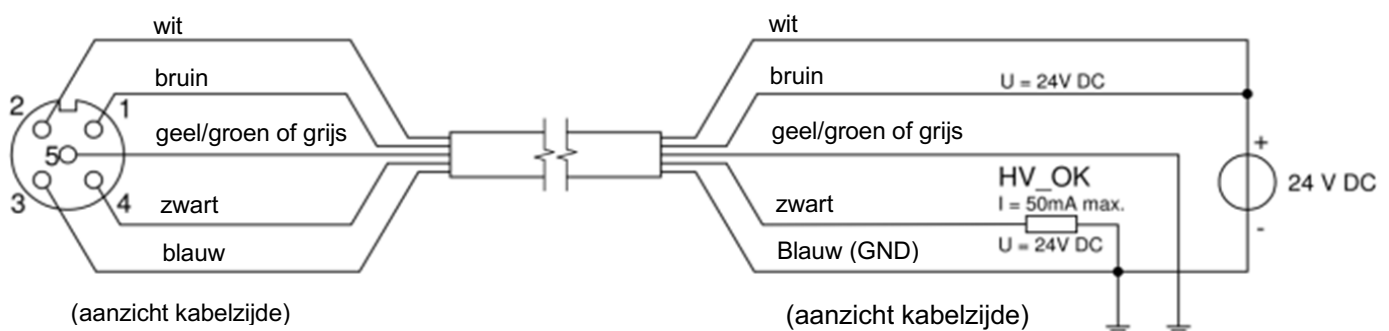 wit
bruin
geel/groen of grijs
zwart
blauw
2
1
5
3
4
(aanzicht kabelzijde)
wit
bruin
U = 24V DC
geel/groen of grijs
HV_OK
I = 50mA max.
zwart
U = 24V DC
Blauw (GND)
+
24 V DC
-
(aanzicht kabelzijde)